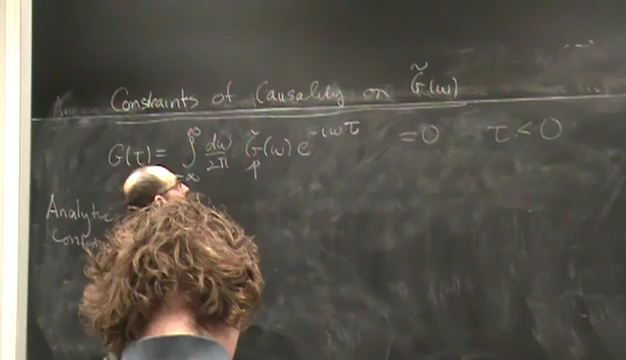 Constraints of Causality on G̃(ω)
G(τ) = ∫_{-∞}^{∞} dω/2π G̃(ω) e^{-iωτ} = 0 τ < 0
Analytic